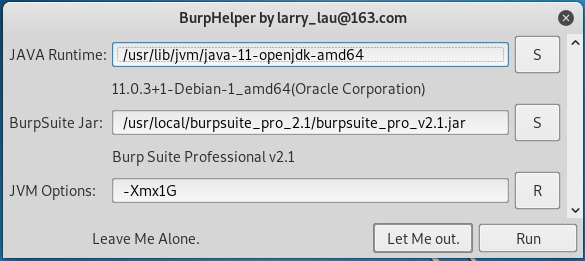 BurpHelper by larry_lau@163.com
JAVA Runtime: /usr/lib/jvm/java-11-openjdk-amd64 S
11.0.3+1-Debian-1_amd64(Oracle Corporation)
BurpSuite Jar: /usr/local/burpsuite_pro_2.1/burpsuite_pro_v2.1.jar S
Burp Suite Professional v2.1
JVM Options: -Xmx1G R
Leave Me Alone. Let Me out. Run